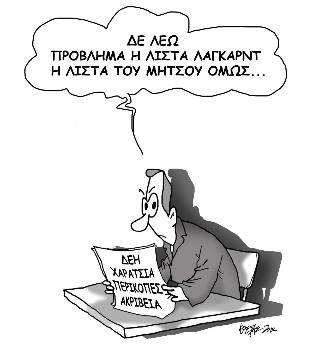 ΔΕ ΛΕΩ
ΠΡΟΒΛΗΜΑ Η ΛΙΣΤΑ ΛΑΓΚΑΡΝΤ
Η ΛΙΣΤΑ ΤΟΥ ΜΗΤΣΟΥ ΟΜΩΣ...
ΔΕΗ
ΧΑΡΑΤΣΙΑ
ΠΕΡΙΚΟΠΕΣ
ΑΚΡΙΒΕΙΑ